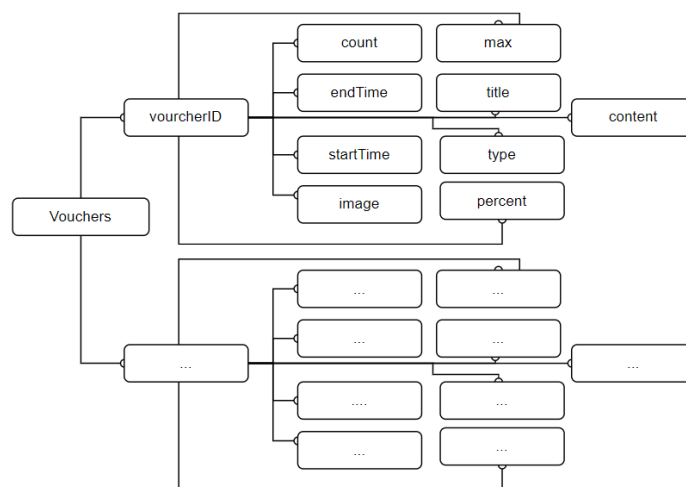 count
max
endTime
title
vourcherID
content
startTime
type
image
percent
Vouchers
...
...
...
...
...
...
....
...
...
...